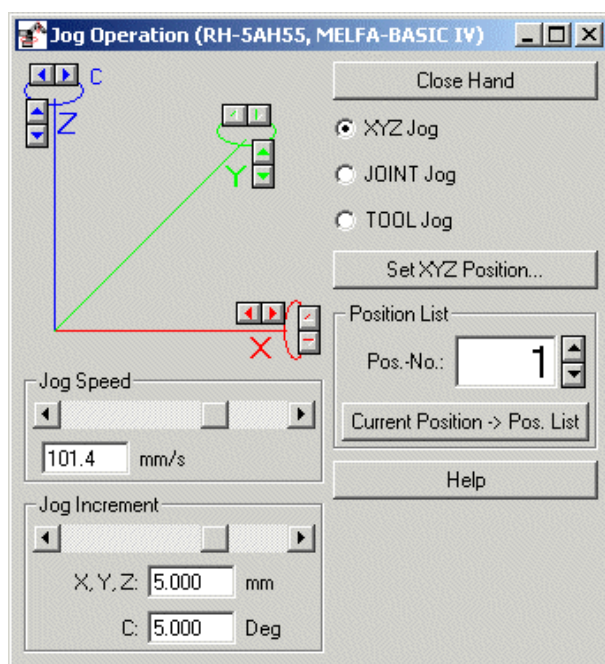 Jog Operation (RH-5AH55, MELFA-BASIC IV)
C
Z
Y
X
Close Hand
XYZ Jog
JOINT Jog
TOOL Jog
Set XYZ Position...
Position List
Pos.-No.: 1
Current Position -> Pos. List
Help
Jog Speed
101.4 mm/s
Jog Increment
X, Y, Z: 5.000 mm
C: 5.000 Deg